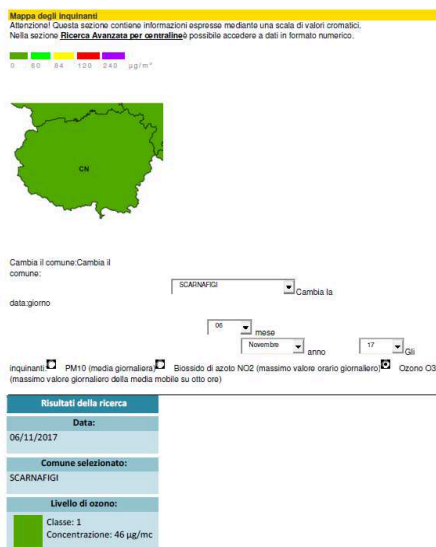 Mappa degli inquinanti
Attenzione! Questa sezione contiene informazioni espresse mediante una scala di valori cromatici.
Nella sezione Ricerca Avanzata per centralineè possibile accedere a dati in formato numerico.
0 60 84 120 240 µg/m³
CN
Cambia il comune:Cambia il
comune:
SCARNAFIGI Cambia la
data:giorno
06 mese
Novembre anno 17 Gli
inquinanti: PM10 (media giornaliera) Biossido di azoto NO2 (massimo valore orario giornaliero) Ozono O3
(massimo valore giornaliero della media mobile su otto ore)
Risultati della ricerca
Data:
06/11/2017
Comune selezionato:
SCARNAFIGI
Livello di ozono:
Classe: 1
Concentrazione: 46 µg/mc